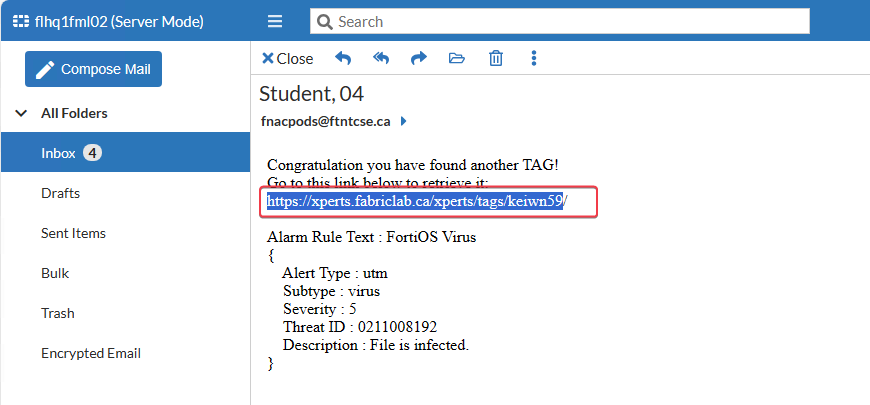 flhq1fml02 (Server Mode)
Search
Compose Mail
Close
All Folders
Inbox 4
Drafts
Sent Items
Bulk
Trash
Encrypted Email
Student, 04
fnacpods@ftntcse.ca
Congratulation you have found another TAG!
Go to this link below to retrieve it:
https://xperts.fabriclab.ca/xperts/tags/keiwn59/
Alarm Rule Text : FortiOS Virus
{
Alert Type : utm
Subtype : virus
Severity : 5
Threat ID : 0211008192
Description : File is infected.
}